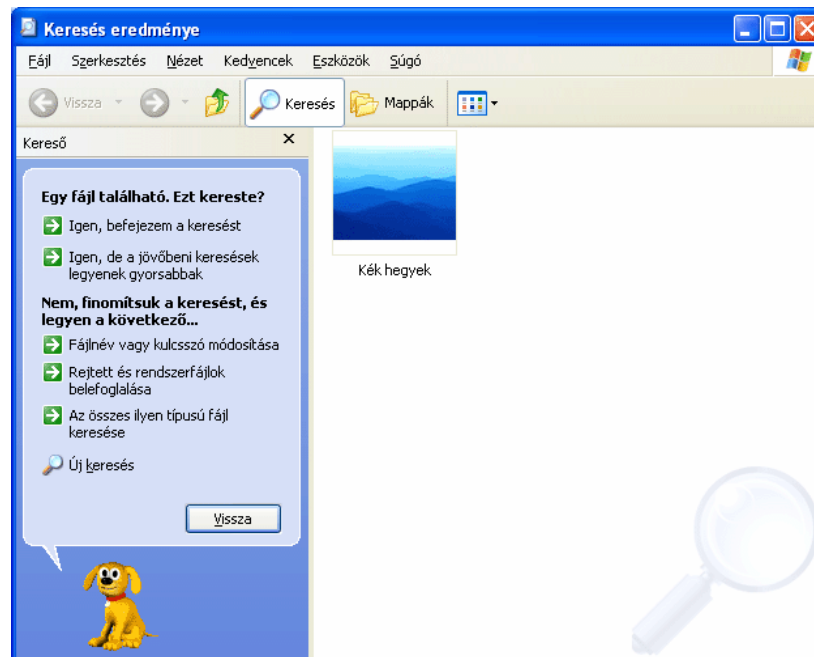 Keresés eredménye
Fájl Szerkesztés Nézet Kedvencek Eszközök Súgó
Vissza Keresés Mappák
Kereső
Egy fájl található. Ezt kereste?
Igen, befejezem a keresést
Igen, de a jövőbeni keresések
legyenek gyorsabbak
Nem, finomítsuk a keresést, és
legyen a következő...
Fájlnév vagy kulcsszó módosítása
Rejtett és rendszerfájlok
belefoglalása
Az összes ilyen típusú fájl
keresése
Új keresés
Vissza
Kék hegyek